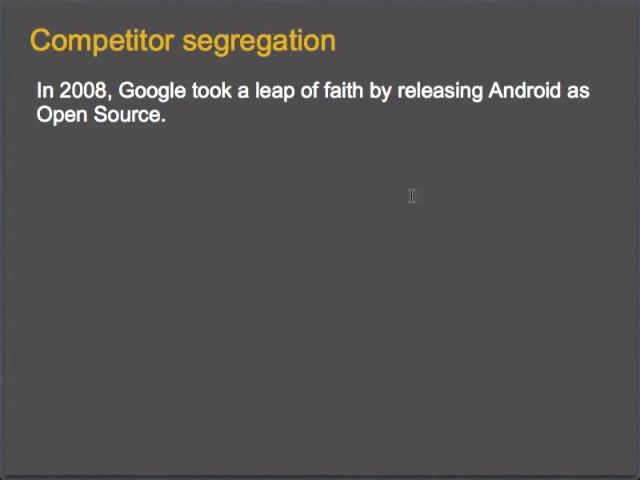 Competitor segregation
In 2008, Google took a leap of faith by releasing Android as
Open Source.